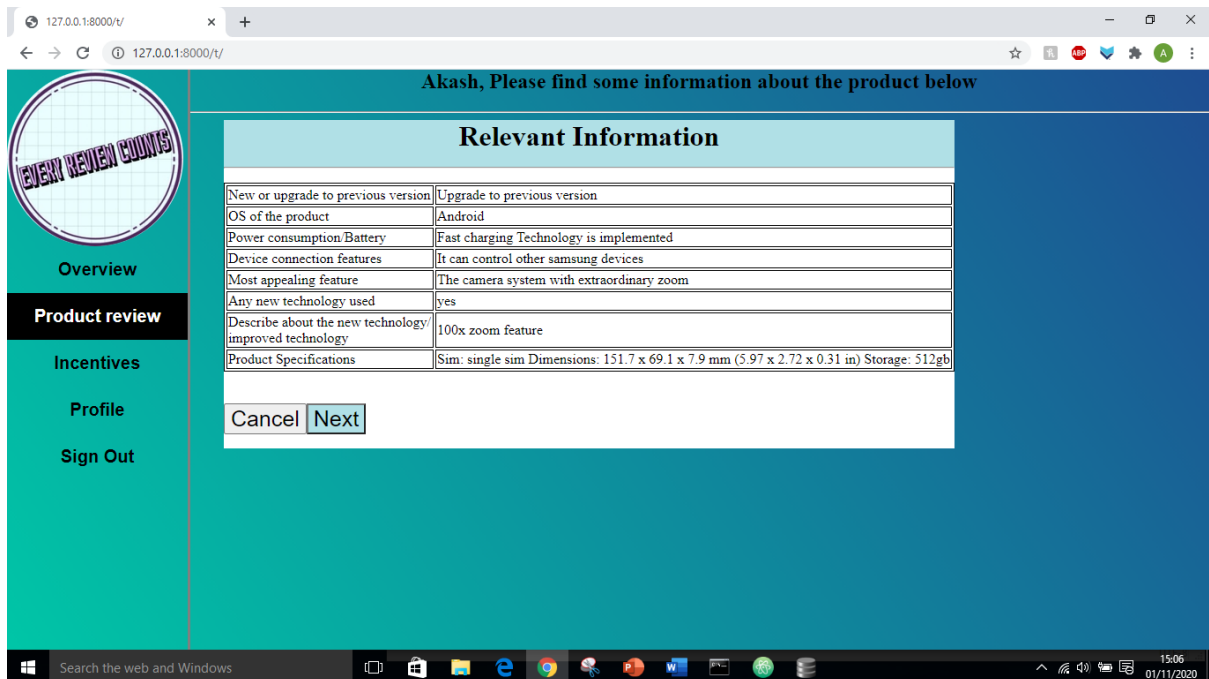 127.0.0.1:8000/t/
127.0.0.1:8000/t/
ABP
A
Akash, Please find some information about the product below
EVERY REVIEW COUNTS
Overview
Product review
Incentives
Profile
Sign Out
Relevant Information
New or upgrade to previous version Upgrade to previous version
OS of the product Android
Power consumption/Battery Fast charging Technology is implemented
Device connection features It can control other samsung devices
Most appealing feature The camera system with extraordinary zoom
Any new technology used yes
Describe about the new technology/
improved technology 100x zoom feature
Product Specifications Sim: single sim Dimensions: 151.7 x 69.1 x 7.9 mm (5.97 x 2.72 x 0.31 in) Storage: 512gb
Cancel Next
Search the web and Windows
15:06
01/11/2020